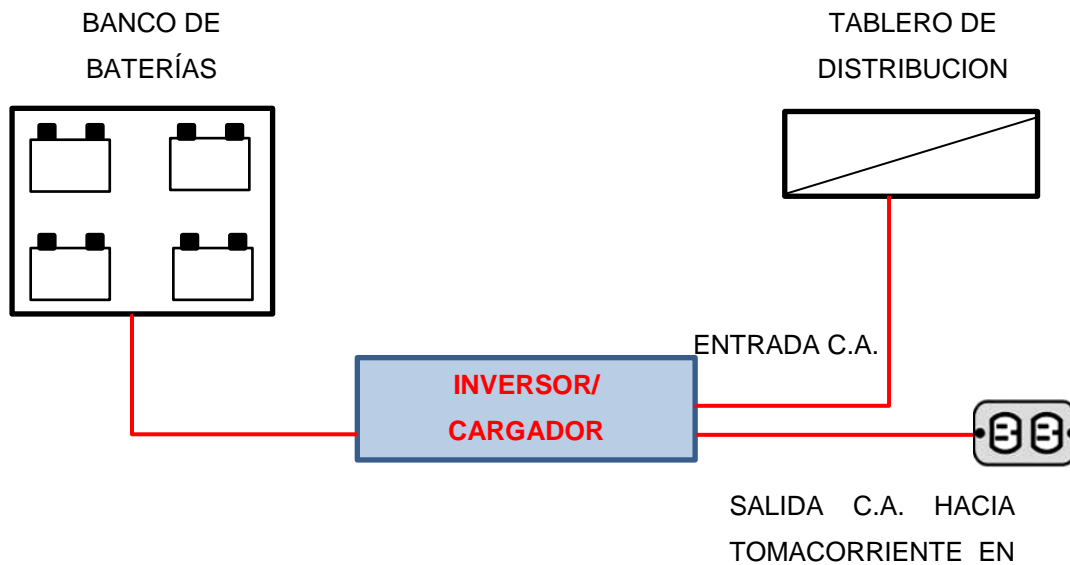 BANCO DE
BATERÍAS
TABLERO DE
DISTRIBUCION
ENTRADA C.A.
INVERSOR/
CARGADOR
SALIDA C.A. HACIA
TOMACORRIENTE EN